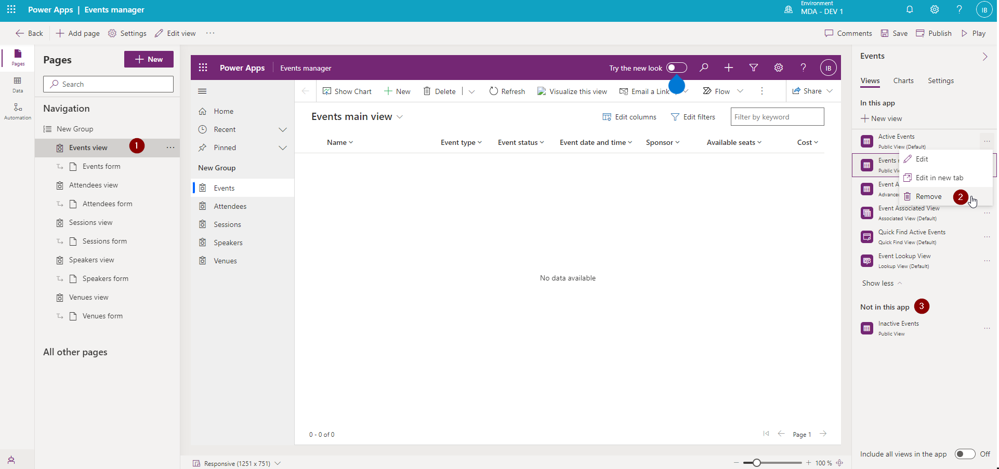 Power Apps | Events manager
Environment
MDA - DEV 1
IB
Back
Add page
Settings
Edit view
Comments
Save
Publish
Play
Pages
Data
Automation
Pages
New
Search
Navigation
New Group
Events view
1
Events form
Attendees view
Attendees form
Sessions view
Sessions form
Speakers view
Speakers form
Venues view
Venues form
All other pages
Power Apps
Events manager
Try the new look
IB
Home
Recent
Pinned
New Group
Events
Attendees
Sessions
Speakers
Venues
Show Chart
New
Delete
Refresh
Visualize this view
Email a Link
Flow
Share
Events main view
Edit columns
Edit filters
Filter by keyword
Name
Event type
Event status
Event date and time
Sponsor
Available seats
Cost
No data available
0 - 0 of 0
Page 1
Responsive (1251 x 751)
100 %
Events
Views
Charts
Settings
In this app
New view
Active Events
Public View (Default)
Events
Public
Edit
Edit in new tab
Event A
Advanced
Remove
2
Event Associated View
Associated View (Default)
Quick Find Active Events
Quick Find View (Default)
Event Lookup View
Lookup View (Default)
Show less
Not in this app
3
Inactive Events
Public View
Include all views in the app
Off